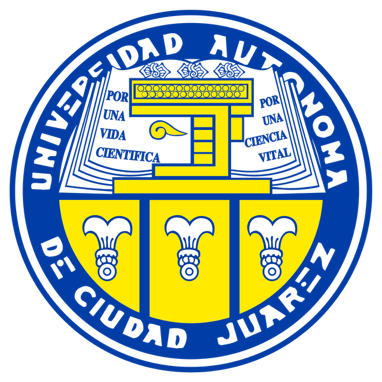 UNIVERSIDAD AUTONOMA
POR
UNA
VIDA
CIENTIFICA
POR
UNA
CIENCIA
VITAL
DE CIUDAD JUAREZ